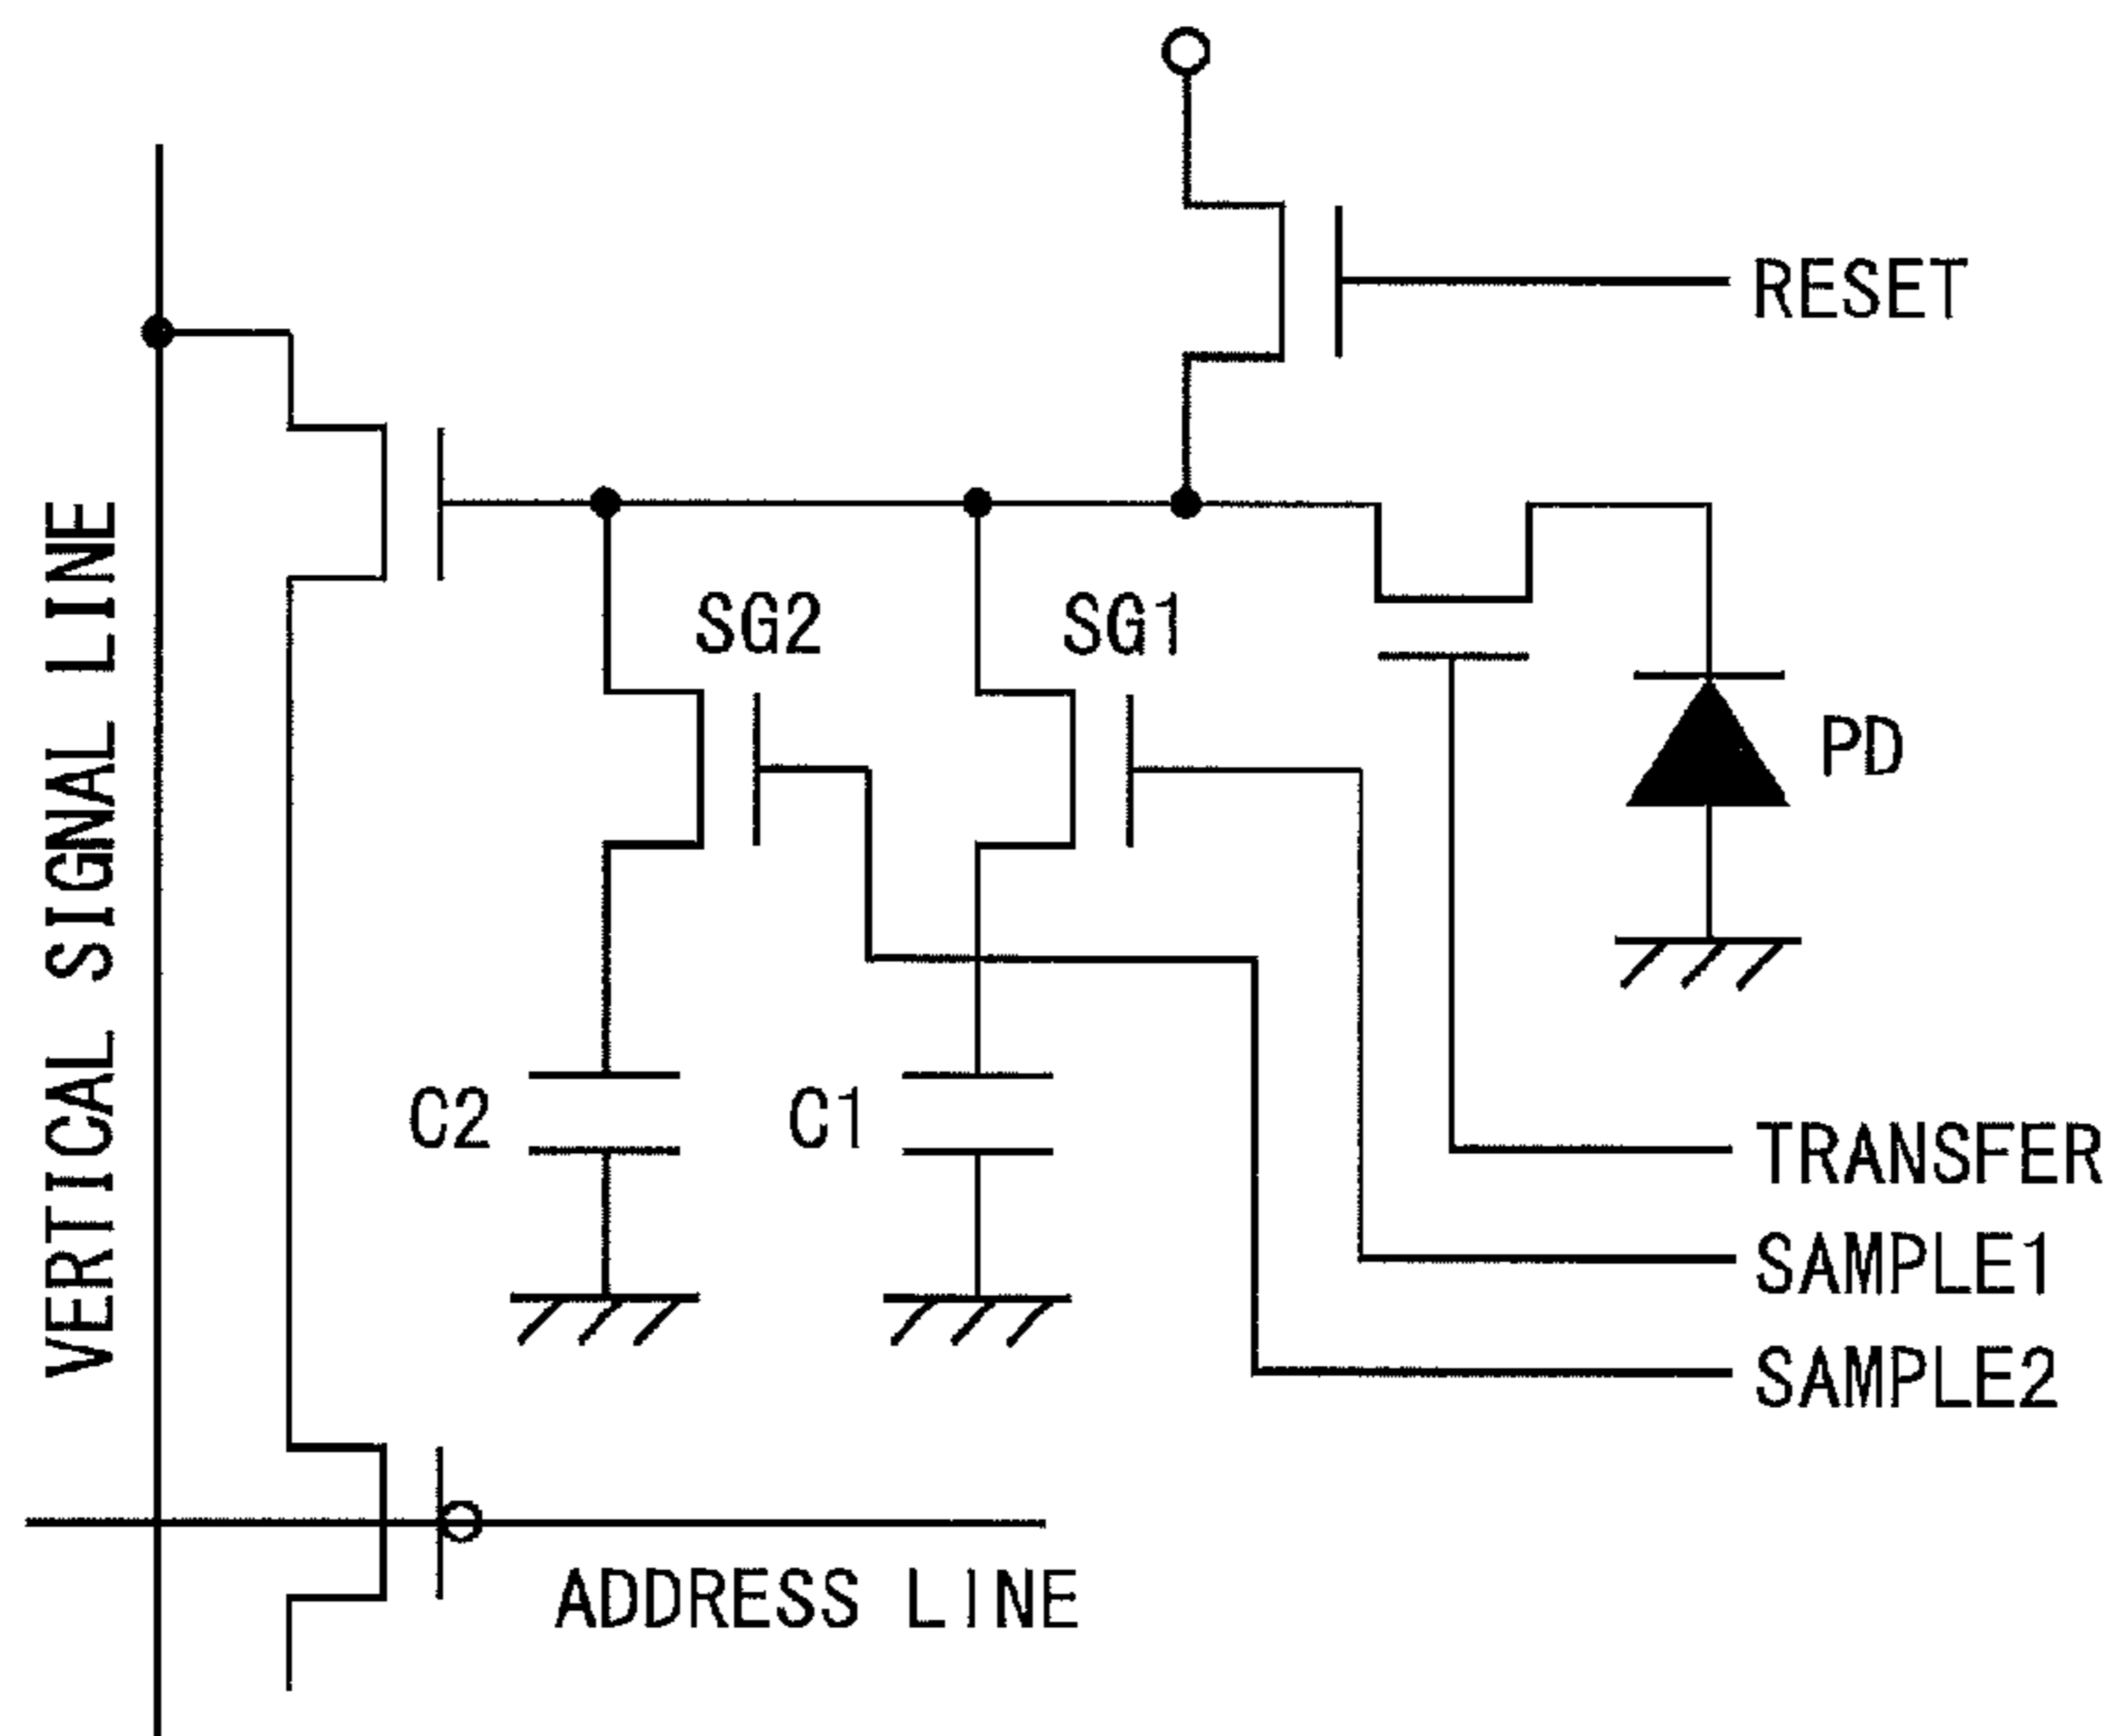 RESET
VERTICAL SIGNAL LINE
SG2
SG1
PD
C2
C1
TRANSFER
SAMPLE1
SAMPLE2
ADDRESS LINE